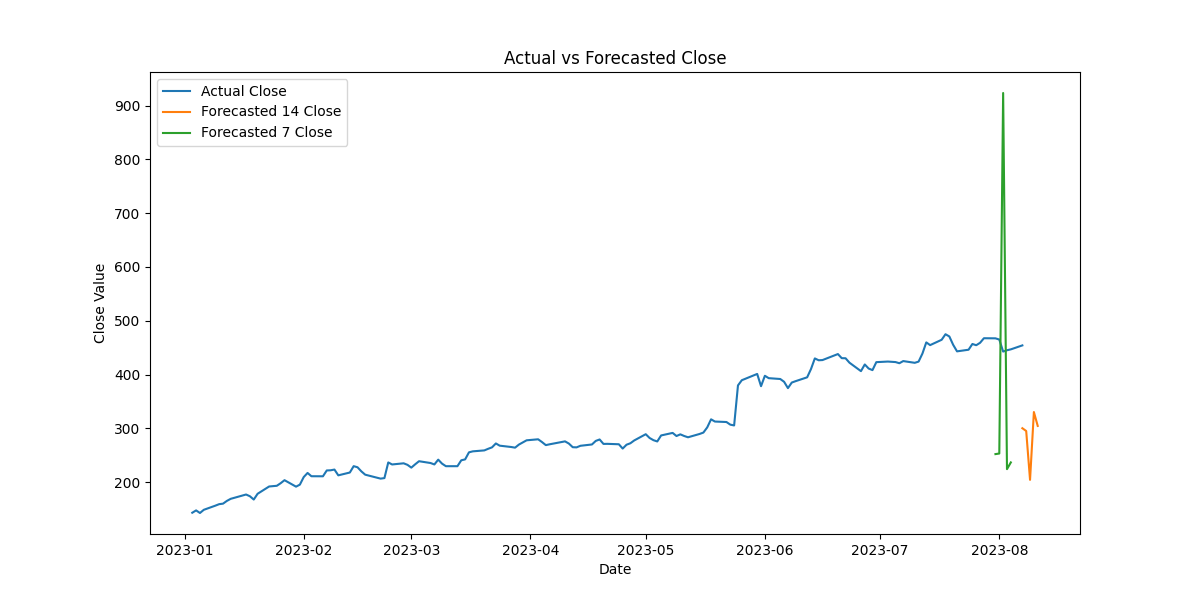 Actual vs Forecasted Close
Actual Close
Forecasted 14 Close
Forecasted 7 Close
Close Value
900
800
700
600
500
400
300
200
2023-01 2023-02 2023-03 2023-04 2023-05 2023-06 2023-07 2023-08
Date